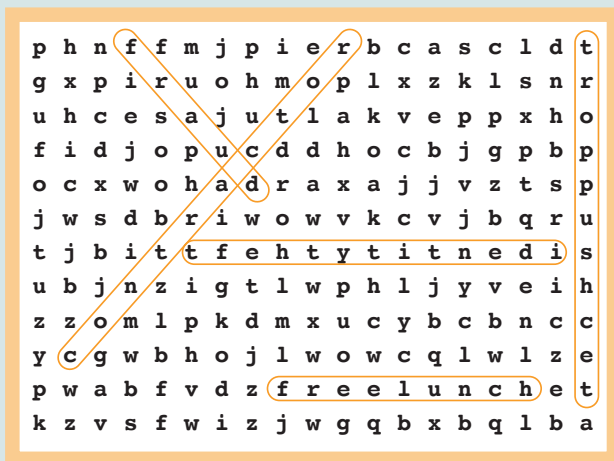 p h n f f m j p i e r b c a s c l d t
g x p i r u o h m o p l x z k l s n r
u h c e s a j u t l a k v e p p x h o
f i d j o p u c d d h o c b j g p b p
o c x w o h a d r a x a j j v z t s p
j w s d b r i w o w v k c v j b q r u
t j b i t t f e h t y t i t n e d i s
u b j n z i g t l w p h l j y v e i h
z z o m l p k d m x u c y b c b n c c
y c g w b h o j l w o w c q l w l z e
p w a b f v d z f r e e l u n c h e t
k z v s f w i z j w g q b x b q l b a